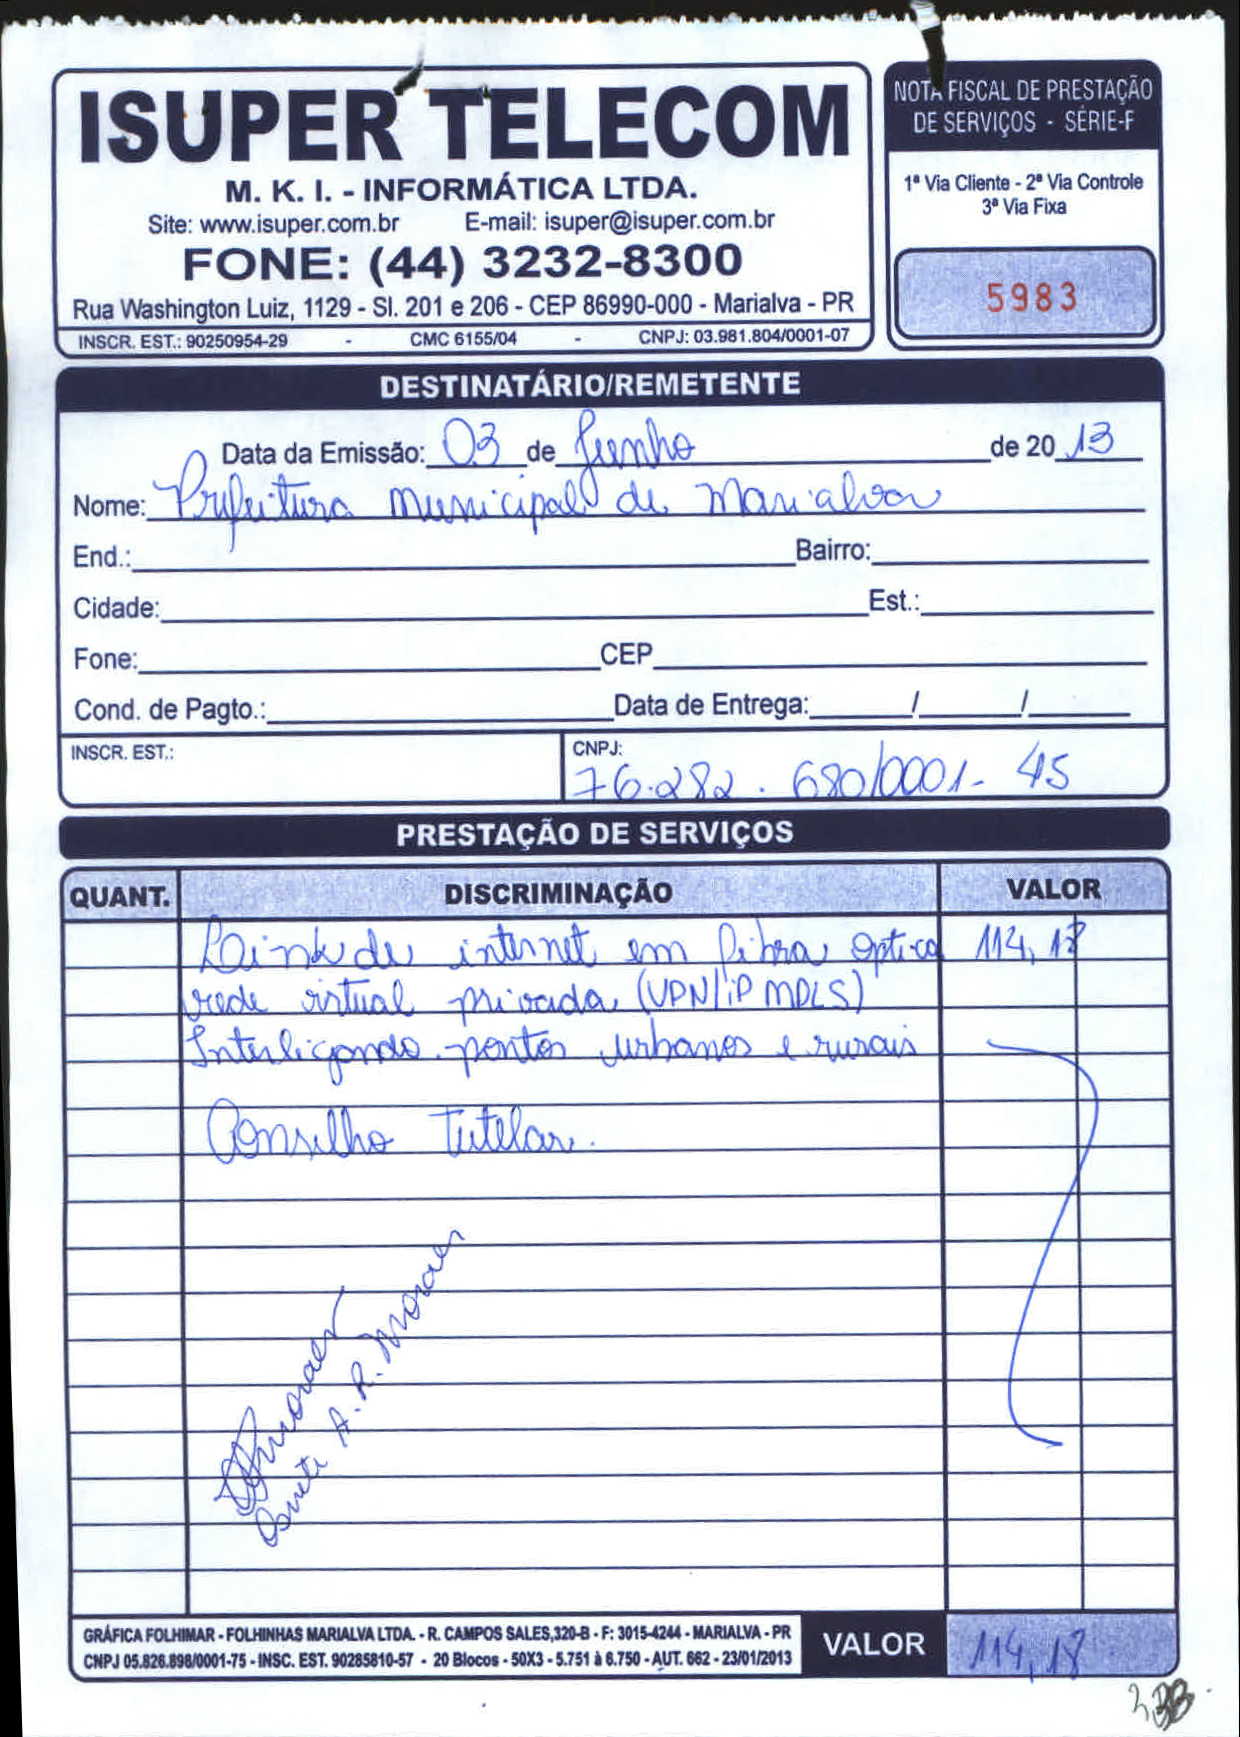 ISUPER TELECOM
M. K. I. - INFORMÁTICA LTDA.
Site: www.isuper.com.br E-mail: isuper@isuper.com.br
FONE: (44) 3232-8300
Rua Washington Luiz, 1129 - Sl. 201 e 206 - CEP 86990-000 - Marialva - PR
INSCR. EST.: 90250954-29 - CMC 6155/04 - CNPJ: 03.981.804/0001-07
NOTA FISCAL DE PRESTAÇÃO
DE SERVIÇOS - SÉRIE-F
1ª Via Cliente - 2ª Via Controle
3ª Via Fixa
5983
DESTINATÁRIO/REMETENTE
Data da Emissão: 03 de Junho de 20 13
Nome: Prefeitura Municipal de Marialva
End.: Bairro:
Cidade: Est.:
Fone: CEP
Cond. de Pagto.: Data de Entrega: / /
INSCR. EST.: CNPJ:
76.282.680/0001-45
PRESTAÇÃO DE SERVIÇOS
QUANT. DISCRIMINAÇÃO VALOR
Link de internet em fibra optica 114,18
rede virtual privada (VPN/iP MPLS)
Interligando pontos urbanos e rurais
Conselho Tutelar.
A. R. Moraes
GRÁFICA FOLHIMAR - FOLHINHAS MARIALVA LTDA. - R. CAMPOS SALES,320-B - F: 3015-4244 - MARIALVA - PR
CNPJ 05.826.898/0001-75 - INSC. EST. 90285810-57 - 20 Blocos - 50X3 - 5.751 à 6.750 - AUT. 662 - 23/01/2013
VALOR 114,18